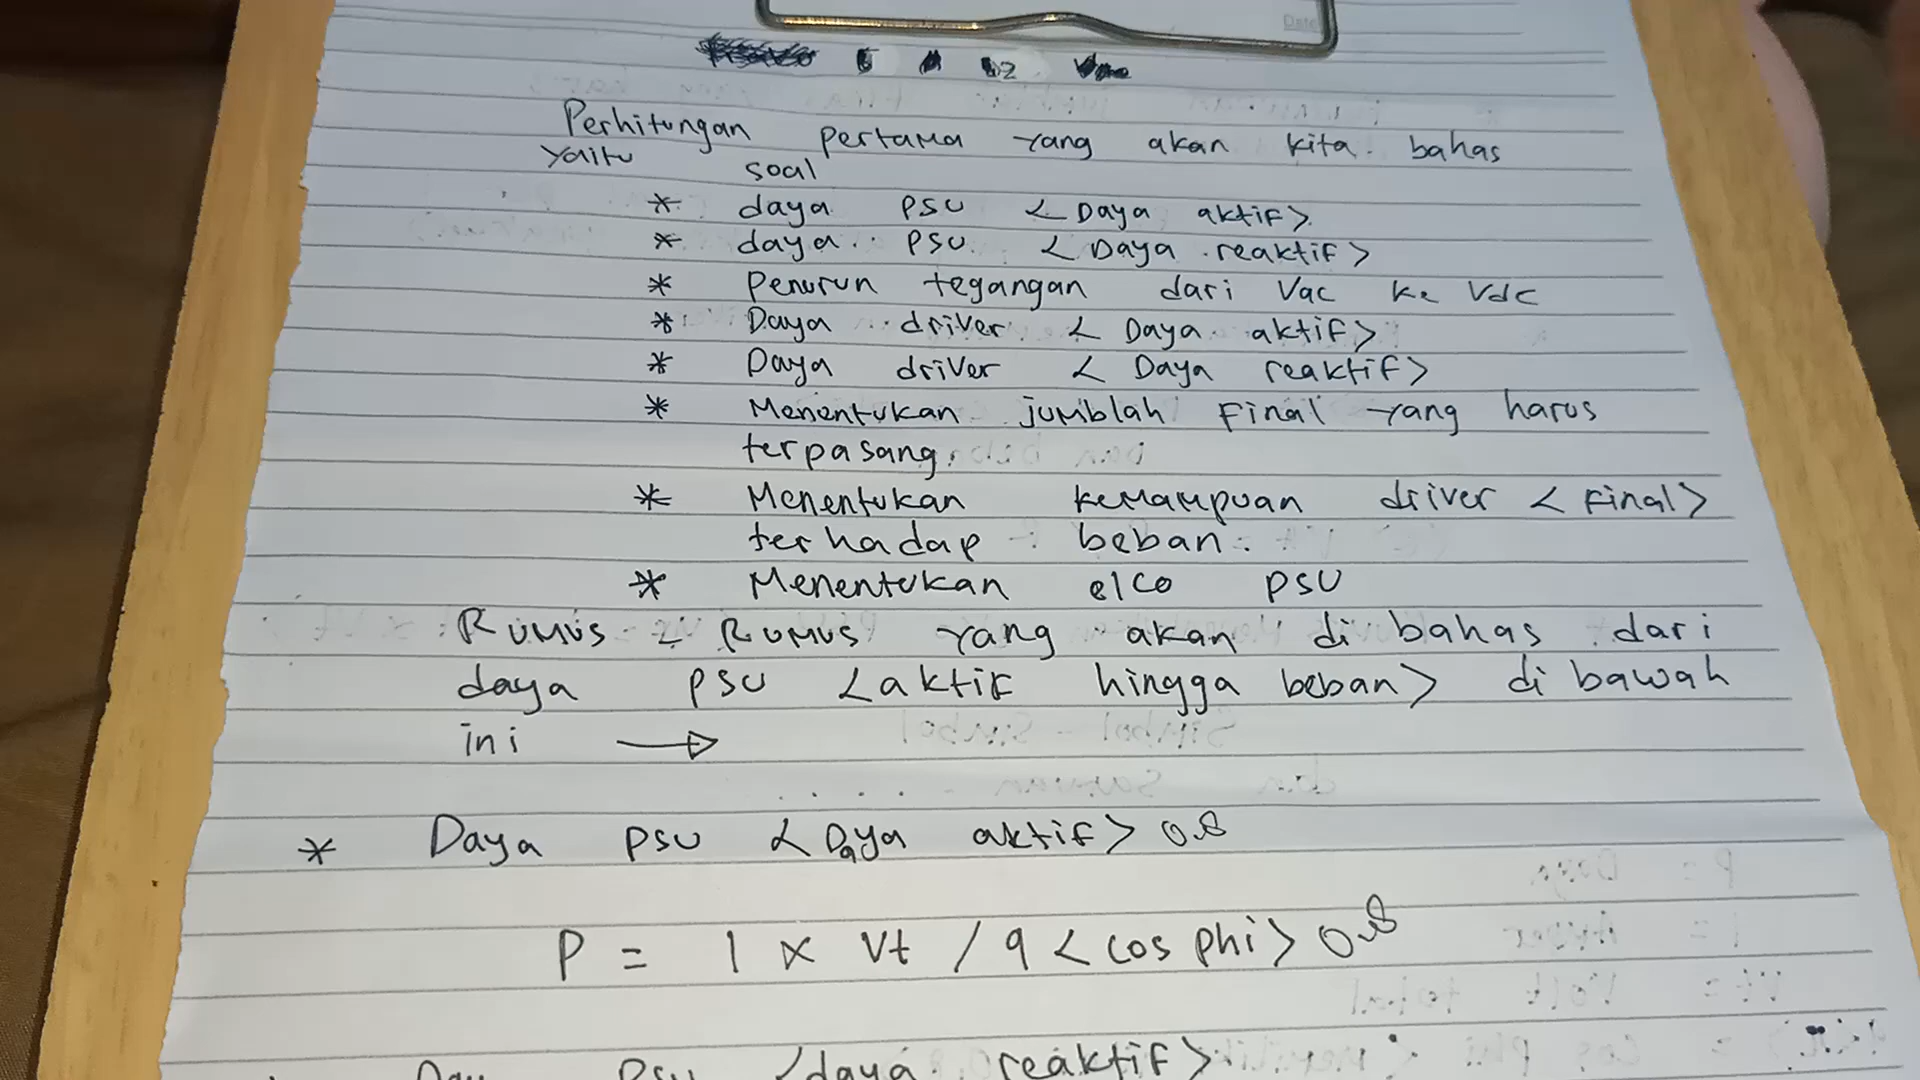 Date
Perhitungan pertama yang akan kita bahas
yaitu soal
* daya PSU < Daya aktif >
* daya PSU < Daya reaktif >
* Penurun tegangan dari Vac ke Vdc
* Daya driver < Daya aktif >
* Daya driver < Daya reaktif >
* Menentukan jumblah Final yang harus
terpasang.
* Menentukan kemampuan driver < Final >
terhadap beban.
* Menentukan elco PSU
Rumus - Rumus yang akan di bahas dari
daya PSU < aktif hingga beban > di bawah
ini →
* Daya PSU < Daya aktif > 0.8
P = I x Vt / q < cos phi > 0.8
PSU < daya reaktif >